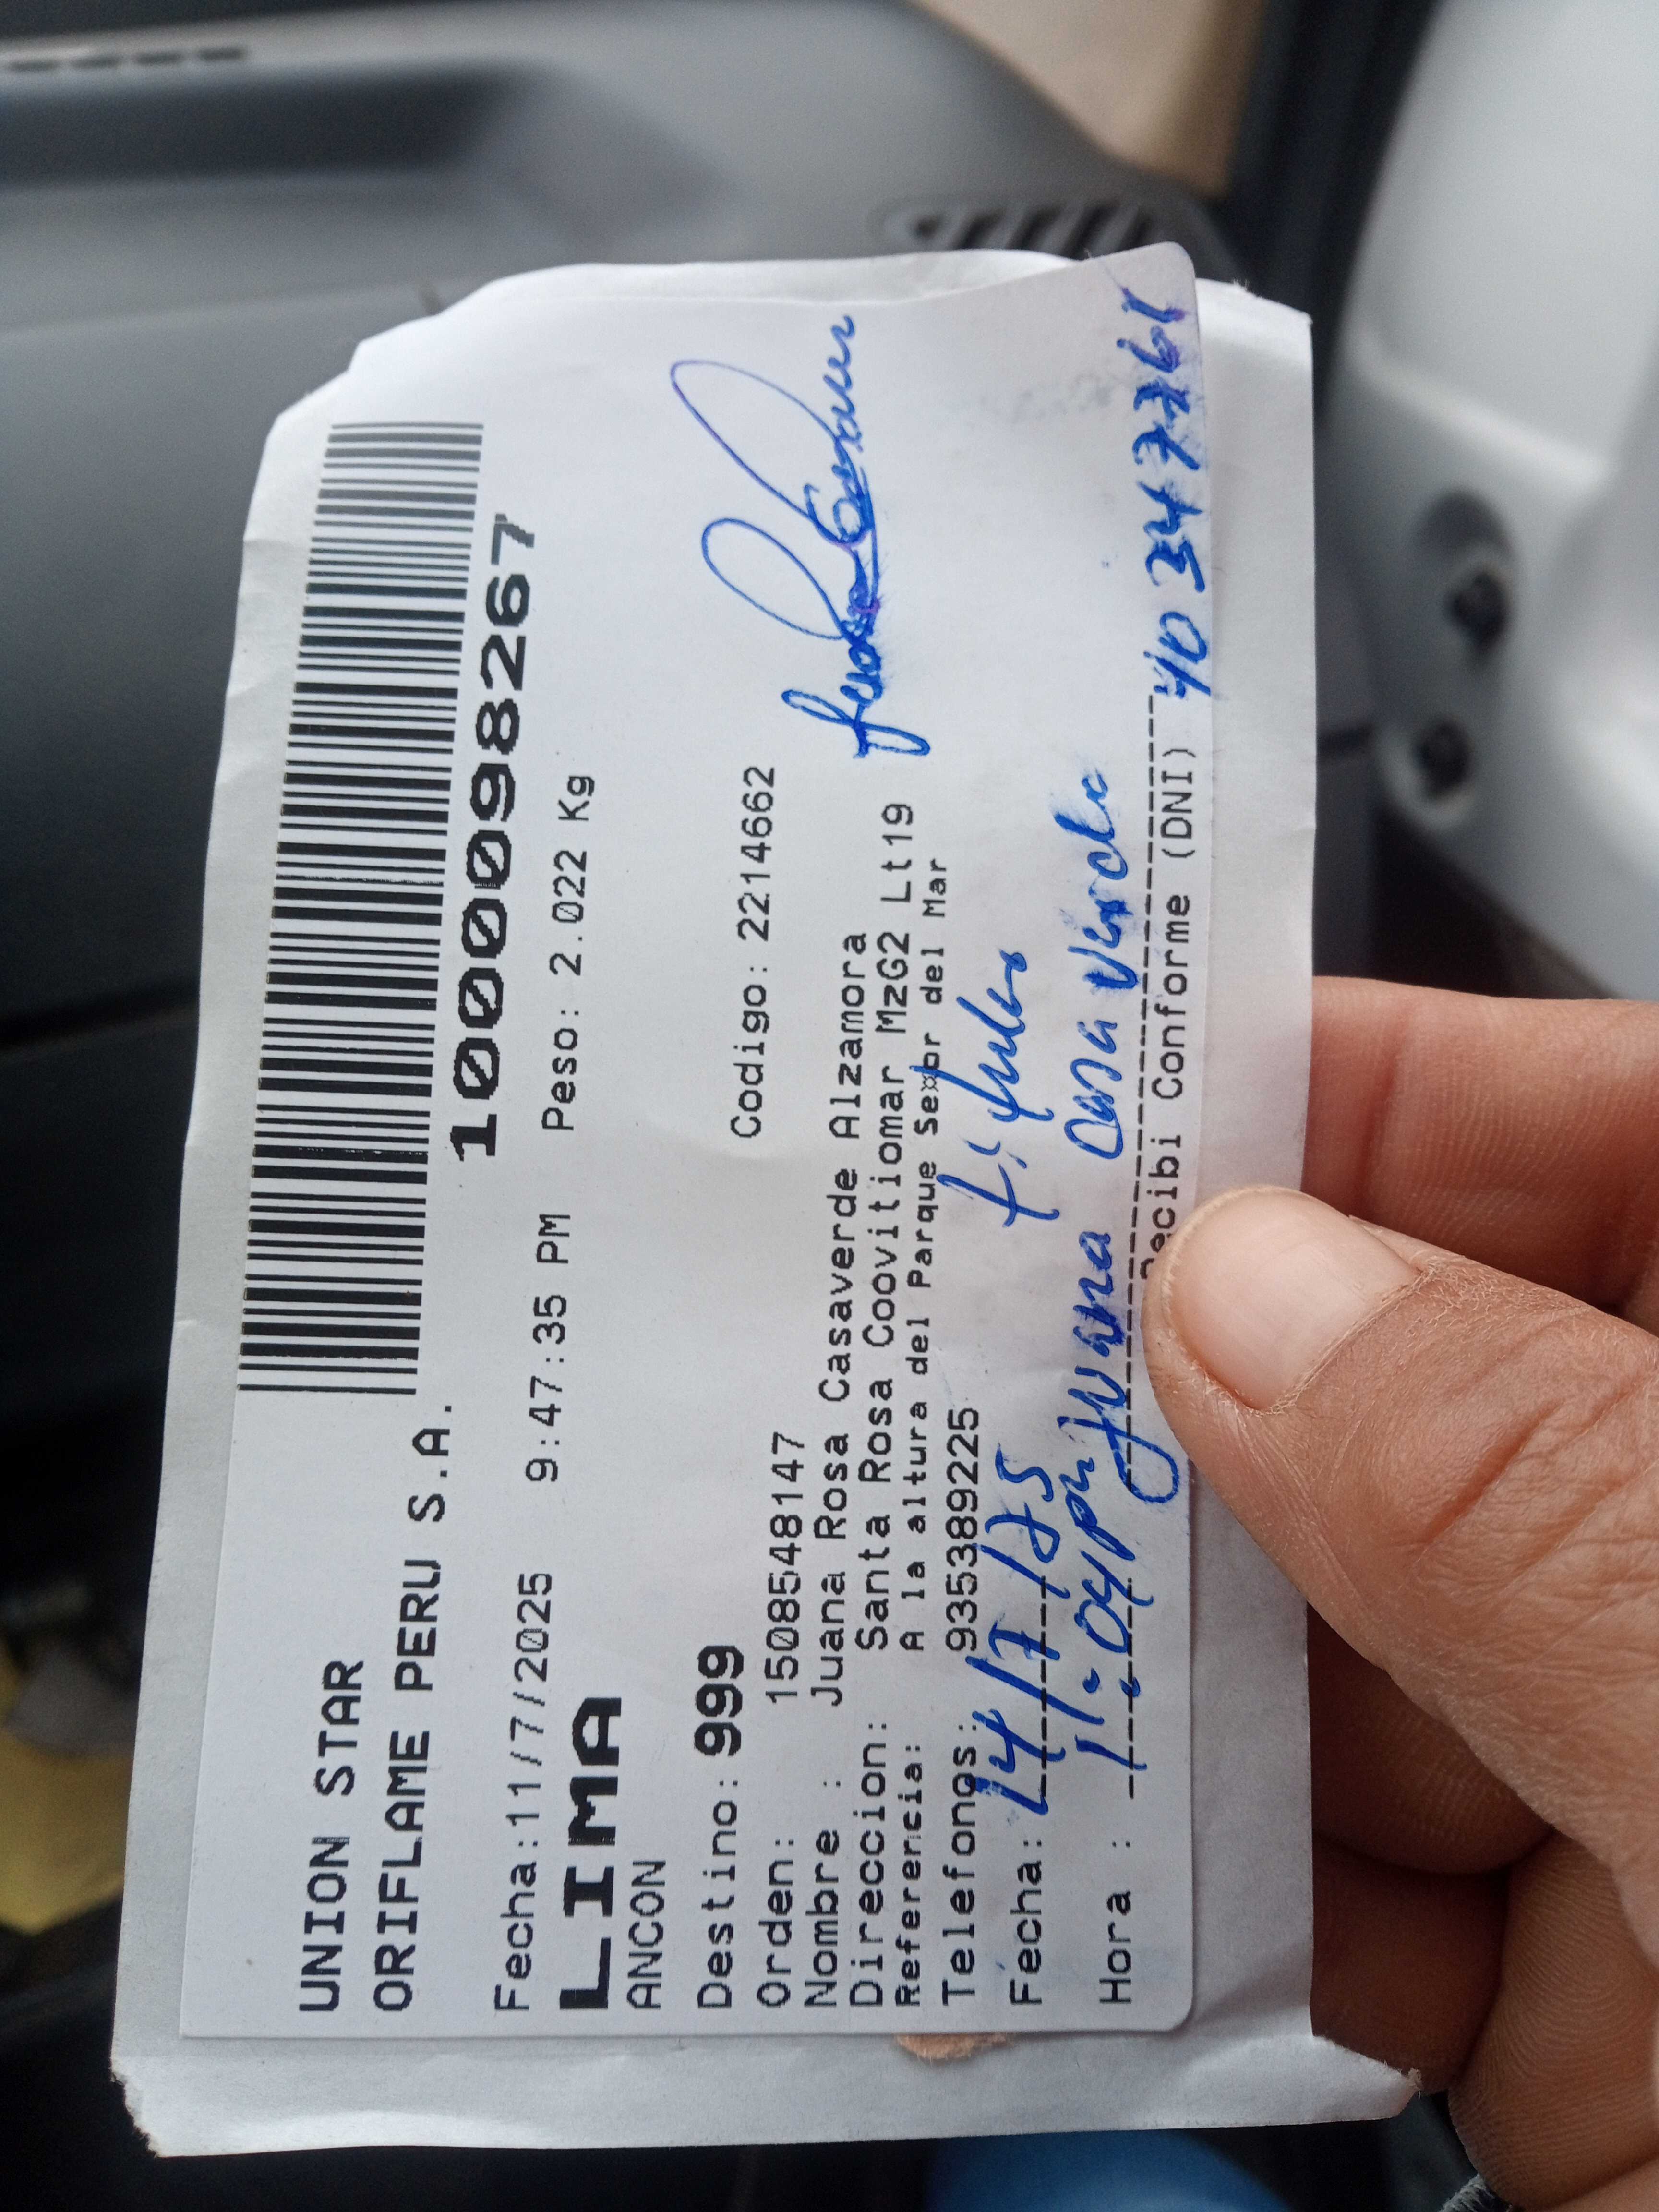 UNION STAR
ORIFLAME PERU S.A.
1000098267
Fecha:11/7/2025 9:47:35 PM Peso: 2.022 Kg
LIMA
ANCON
Destino: 999 Codigo: 2214662
Orden: 1508548147
Nombre : Juana Rosa Casaverde Alzamora
Direccion: Santa Rosa Coovitiomar MzG2 Lt19
Referencia: A la altura del Parque Sector del Mar
Telefonos: 935389225
Fecha: 14/7/25 titular
Hora : 1:04pm Juana Casaverde 40347761
Recibi Conforme (DNI)